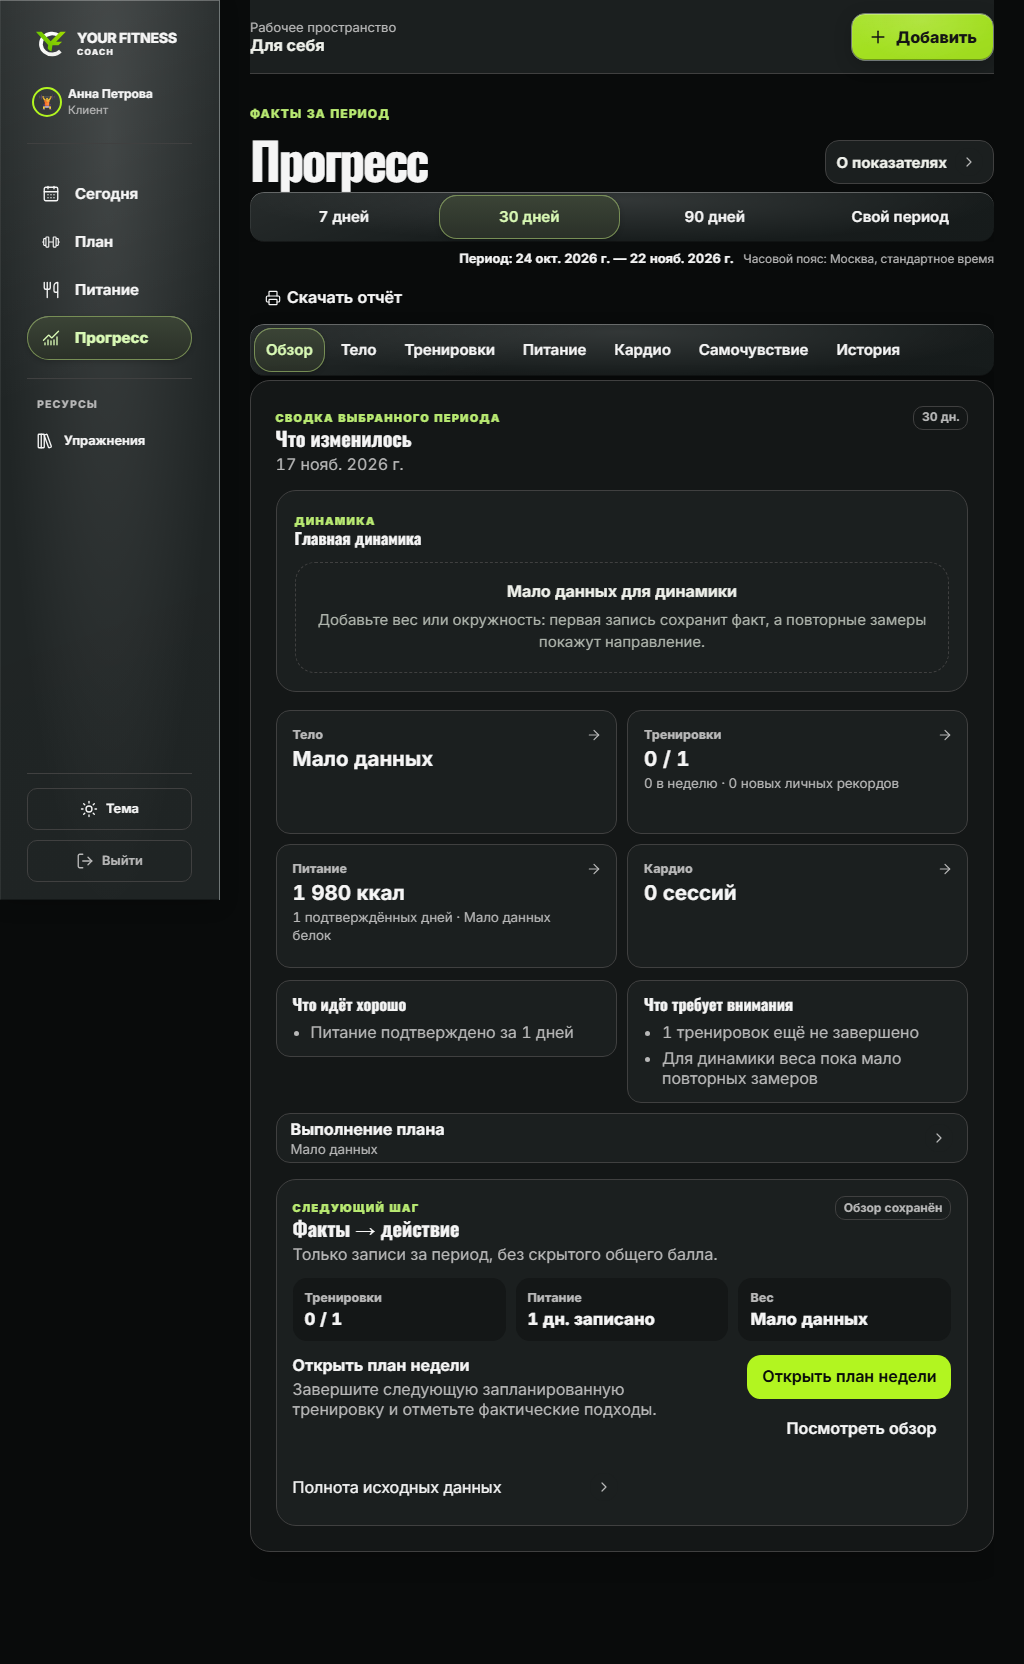 YOUR FITNESS
COACH
Анна Петрова
Клиент
Сегодня
План
Питание
Прогресс
РЕСУРСЫ
Упражнения
Тема
Выйти
Рабочее пространство
Для себя
Добавить
ФАКТЫ ЗА ПЕРИОД
Прогресс
О показателях
7 дней
30 дней
90 дней
Свой период
Период: 24 окт. 2026 г. — 22 нояб. 2026 г. Часовой пояс: Москва, стандартное время
Скачать отчёт
Обзор
Тело
Тренировки
Питание
Кардио
Самочувствие
История
СВОДКА ВЫБРАННОГО ПЕРИОДА
30 дн.
Что изменилось
17 нояб. 2026 г.
ДИНАМИКА
Главная динамика
Мало данных для динамики
Добавьте вес или окружность: первая запись сохранит факт, а повторные замеры
покажут направление.
Тело
Мало данных
Тренировки
0 / 1
0 в неделю · 0 новых личных рекордов
Питание
1 980 ккал
1 подтверждённых дней · Мало данных
белок
Кардио
0 сессий
Что идёт хорошо
• Питание подтверждено за 1 дней
Что требует внимания
• 1 тренировок ещё не завершено
• Для динамики веса пока мало
повторных замеров
Выполнение плана
Мало данных
СЛЕДУЮЩИЙ ШАГ
Обзор сохранён
Факты → действие
Только записи за период, без скрытого общего балла.
Тренировки
0 / 1
Питание
1 дн. записано
Вес
Мало данных
Открыть план недели
Завершите следующую запланированную
тренировку и отметьте фактические подходы.
Открыть план недели
Посмотреть обзор
Полнота исходных данных